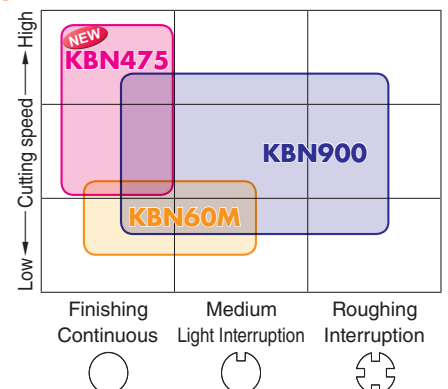 High
Cutting speed
Low
NEW
KBN475
KBN900
KBN60M
Finishing
Continuous
Medium
Light Interruption
Roughing
Interruption